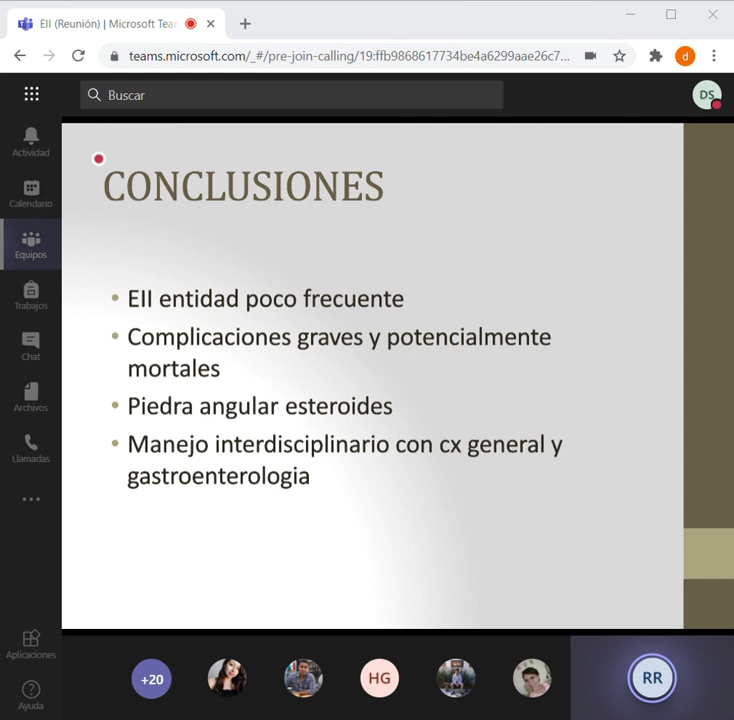 EII (Reunión) | Microsoft Tean
teams.microsoft.com/_#/pre-join-calling/19:ffb9868617734be4a6299aae26c7...
d
Buscar
DS
Actividad
Calendario
Equipos
Trabajos
Chat
Archivos
Llamadas
Aplicaciones
Ayuda
CONCLUSIONES
• EII entidad poco frecuente
• Complicaciones graves y potencialmente
mortales
• Piedra angular esteroides
• Manejo interdisciplinario con cx general y
gastroenterologia
+20
HG
RR